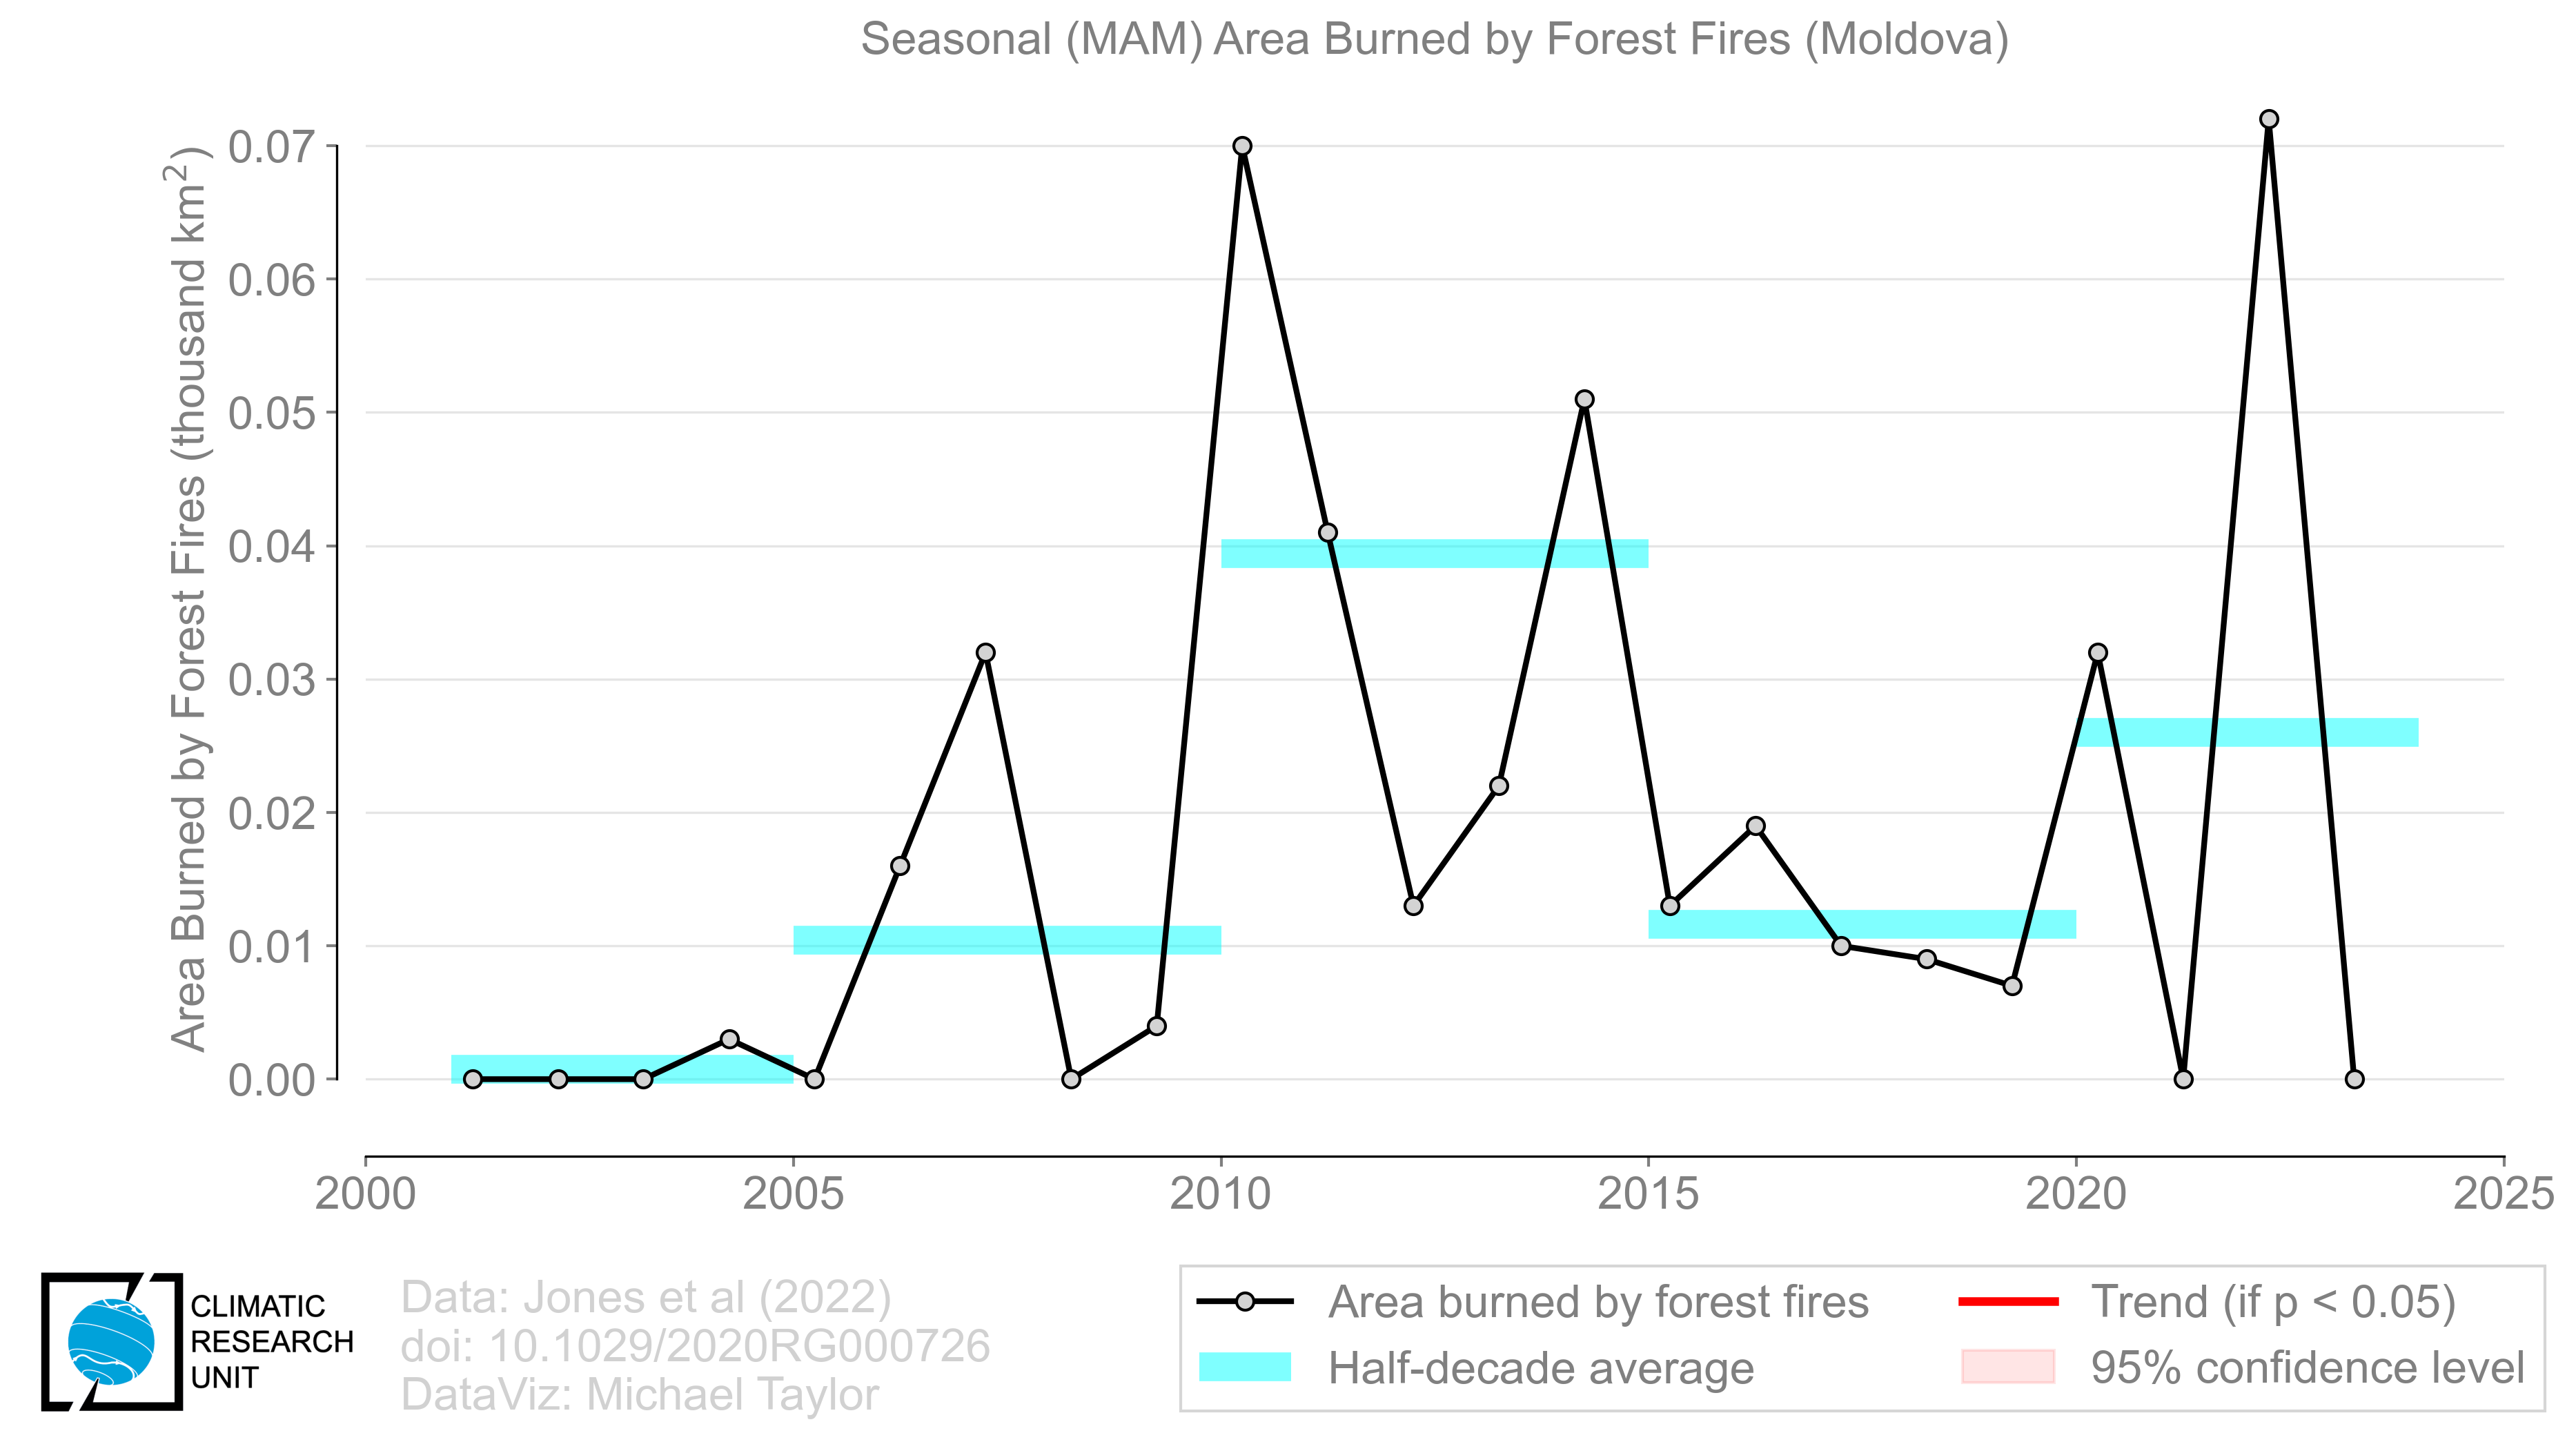 Seasonal (MAM) Area Burned by Forest Fires (Moldova)
Area Burned by Forest Fires (thousand km²)
0.07
0.06
0.05
0.04
0.03
0.02
0.01
0.00
2000 2005 2010 2015 2020 2025
CLIMATIC
RESEARCH
UNIT
Data: Jones et al (2022)
doi: 10.1029/2020RG000726
DataViz: Michael Taylor
Area burned by forest fires
Half-decade average
Trend (if p < 0.05)
95% confidence level